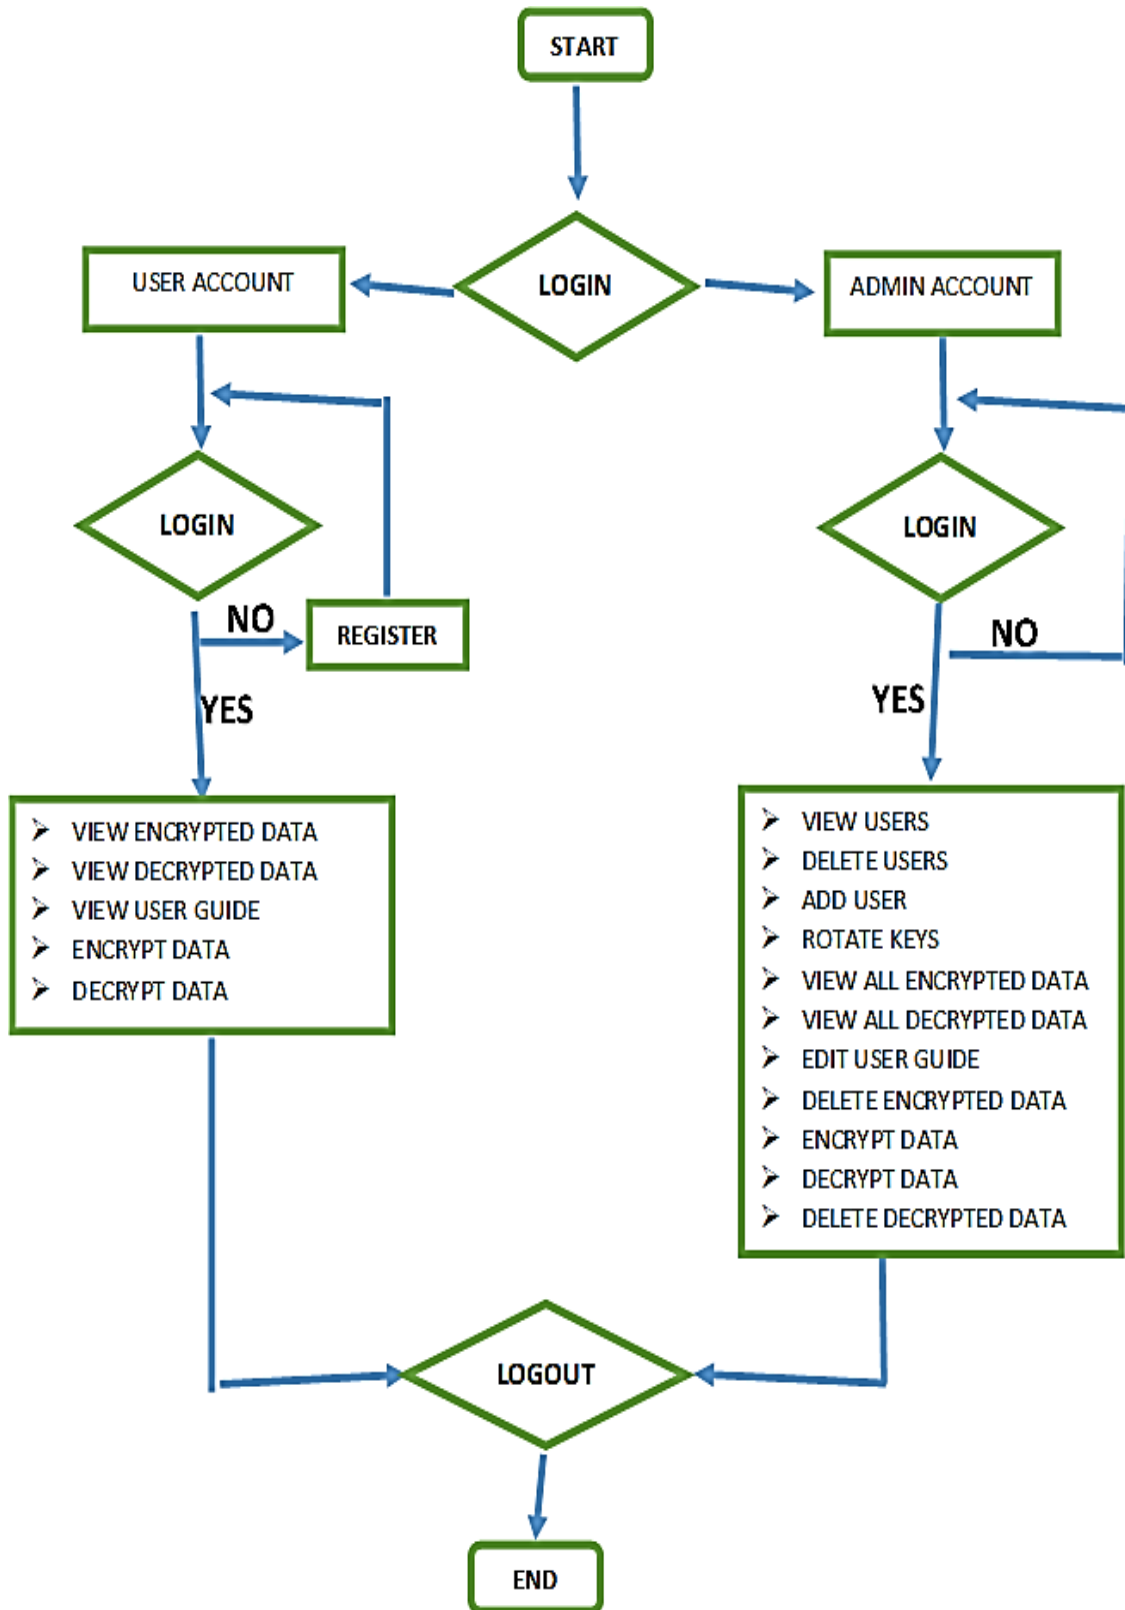 START
LOGIN
USER ACCOUNT
ADMIN ACCOUNT
LOGIN
LOGIN
NO
REGISTER
NO
YES
YES
VIEW ENCRYPTED DATA
VIEW DECRYPTED DATA
VIEW USER GUIDE
ENCRYPT DATA
DECRYPT DATA
VIEW USERS
DELETE USERS
ADD USER
ROTATE KEYS
VIEW ALL ENCRYPTED DATA
VIEW ALL DECRYPTED DATA
EDIT USER GUIDE
DELETE ENCRYPTED DATA
ENCRYPT DATA
DECRYPT DATA
DELETE DECRYPTED DATA
LOGOUT
END